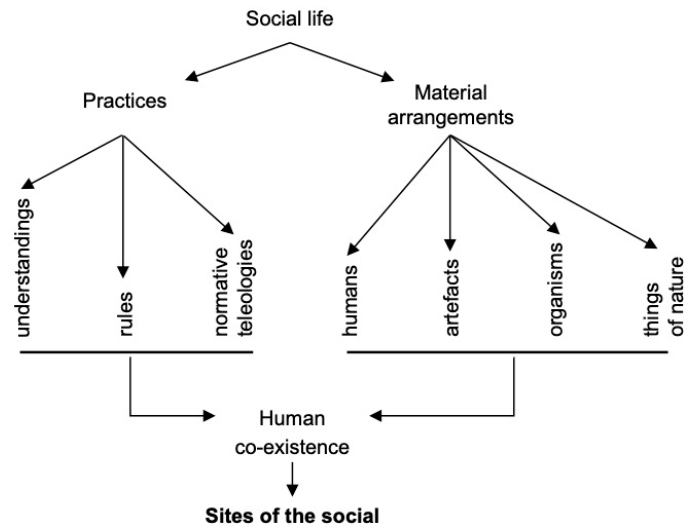 Social life
Practices
Material
arrangements
understandings
rules
normative
teleologies
humans
artefacts
organisms
things
of nature
Human
co-existence
Sites of the social